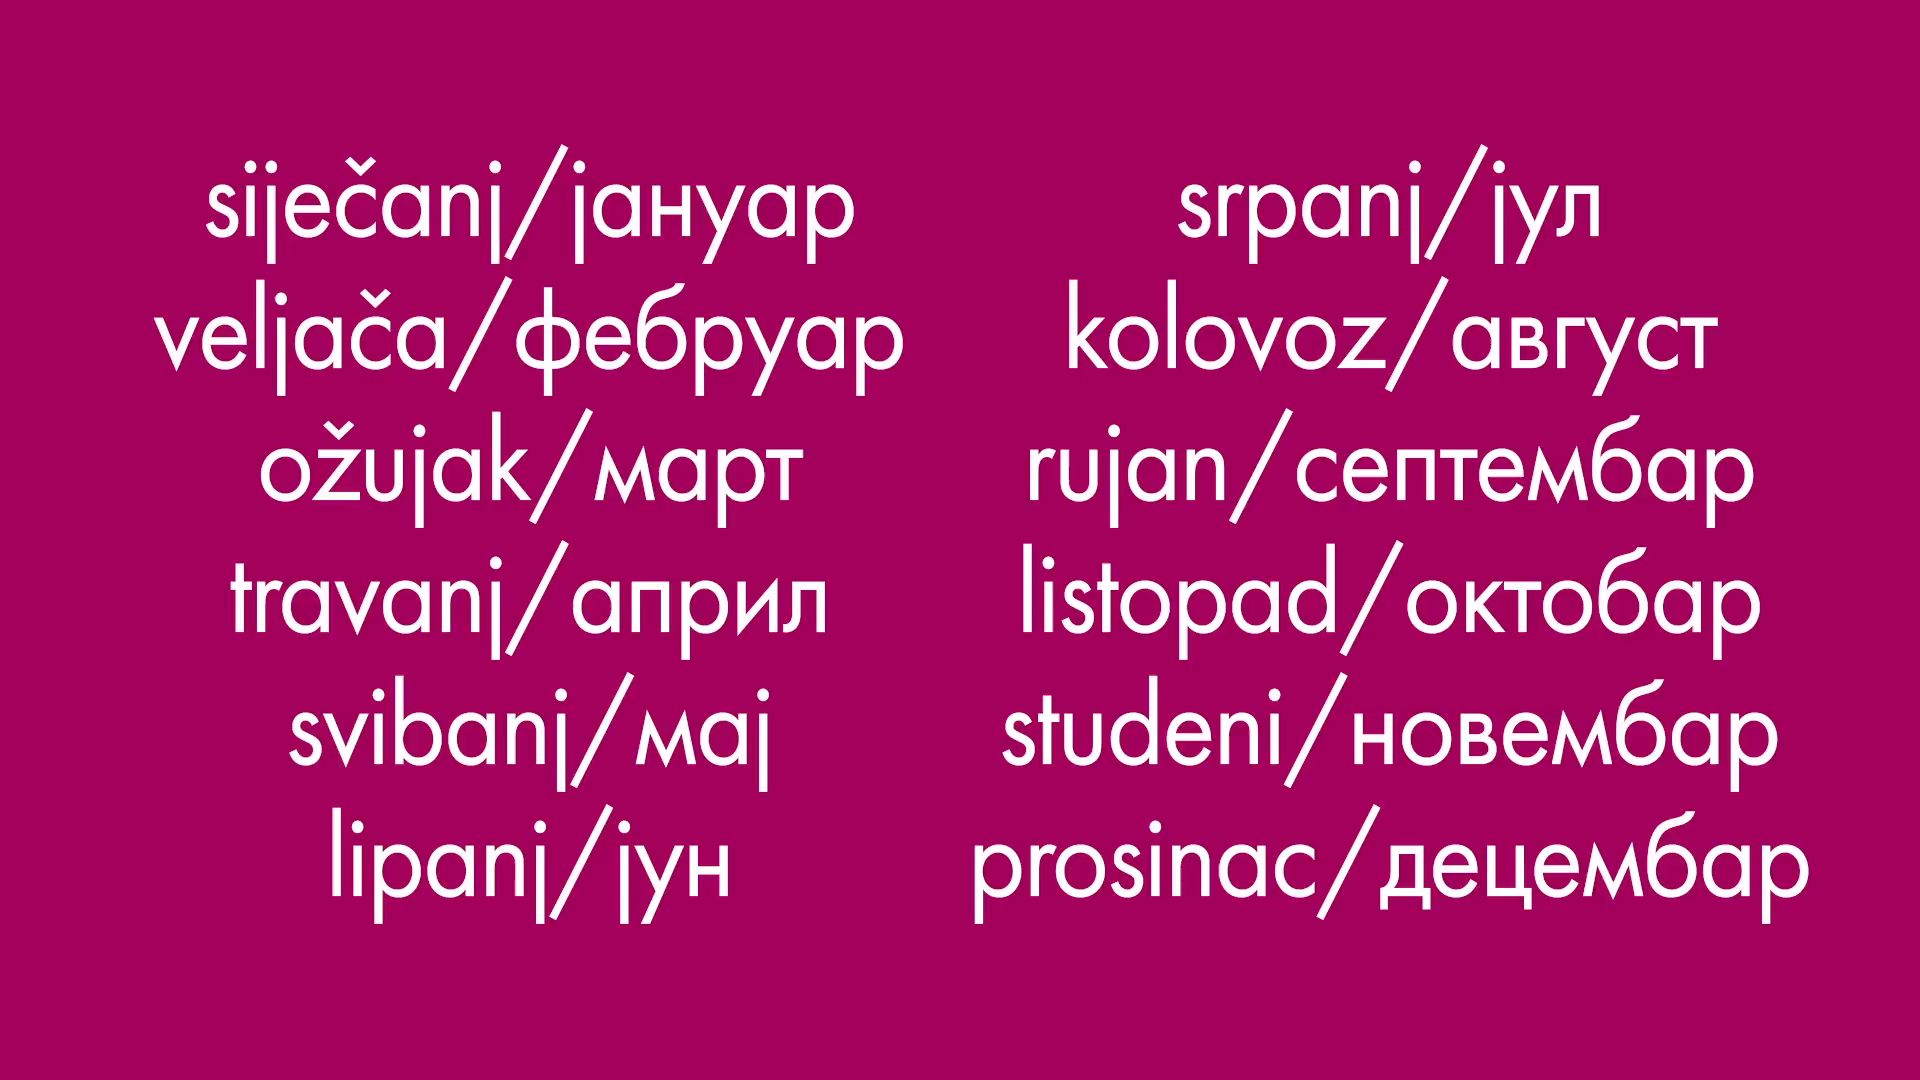 siječanj/јануар
veljača/фебруар
ožujak/март
travanj/април
svibanj/мај
lipanj/јун
srpanj/јул
kolovoz/август
rujan/септембар
listopad/октобар
studeni/новембар
prosinac/децембар